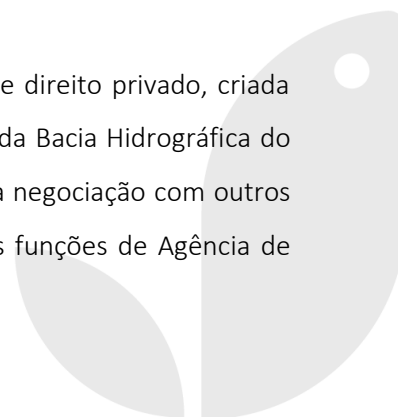 e direito privado, criada
da Bacia Hidrográfica do
a negociação com outros
s funções de Agência de